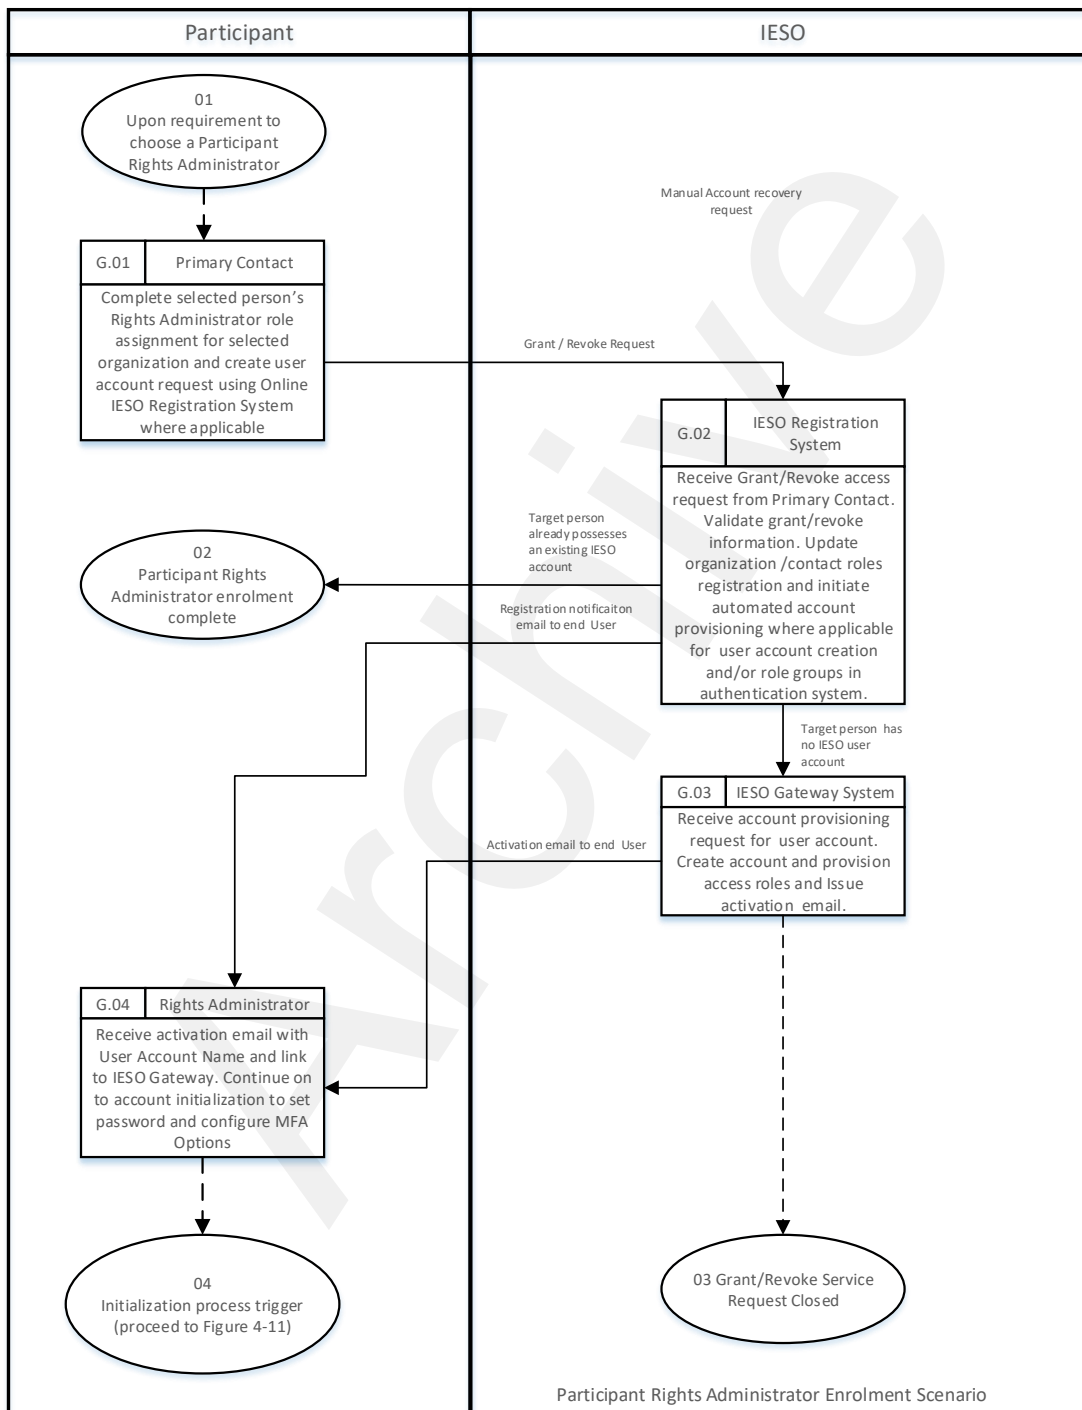 Participant
IESO
01
Upon requirement to
choose a Participant
Rights Administrator
Manual Account recovery
request
G.01
Primary Contact
Complete selected person's
Rights Administrator role
assignment for selected
organization and create user
account request using Online
IESO Registration System
where applicable
Grant / Revoke Request
G.02
IESO Registration
System
Receive Grant/Revoke access
request from Primary Contact.
Validate grant/revoke
information. Update
organization /contact roles
registration and initiate
automated account
provisioning where applicable
for user account creation
and/or role groups in
authentication system.
Target person
already possesses
an existing IESO
account
02
Participant Rights
Administrator enrolment
complete
Registration notificaiton
email to end User
Target person has
no IESO user
account
G.03
IESO Gateway System
Receive account provisioning
request for user account.
Create account and provision
access roles and Issue
activation email.
Activation email to end User
G.04
Rights Administrator
Receive activation email with
User Account Name and link
to IESO Gateway. Continue on
to account initialization to set
password and configure MFA
Options
04
Initialization process trigger
(proceed to Figure 4-11)
03 Grant/Revoke Service
Request Closed
Participant Rights Administrator Enrolment Scenario
Archive